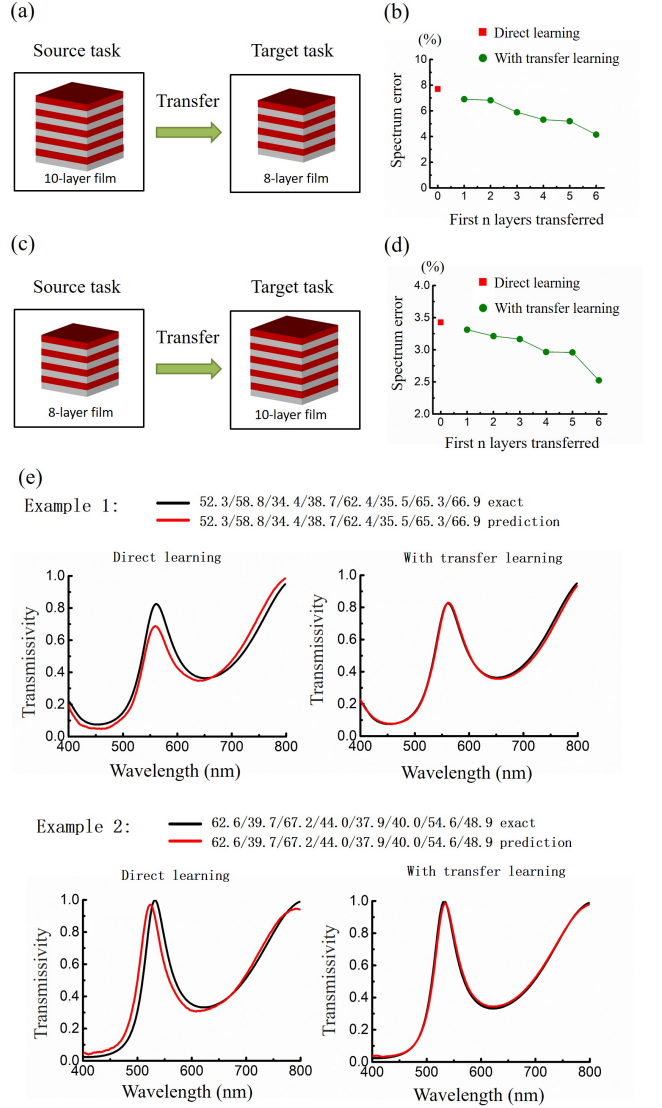 (a)
Source task
Target task
Transfer
10-layer film
8-layer film
(b)
(%)
Direct learning
With transfer learning
Spectrum error
10
8
6
4
2
0
0 1 2 3 4 5 6
First n layers transferred
(c)
Source task
Target task
Transfer
8-layer film
10-layer film
(d)
(%)
Direct learning
With transfer learning
Spectrum error
4.0
3.5
3.0
2.5
2.0
0 1 2 3 4 5 6
First n layers transferred
(e)
Example 1:
52.3/58.8/34.4/38.7/62.4/35.5/65.3/66.9 exact
52.3/58.8/34.4/38.7/62.4/35.5/65.3/66.9 prediction
Direct learning
Transmissivity
1.0
0.8
0.6
0.4
0.2
0.0
400 500 600 700 800
Wavelength (nm)
With transfer learning
Transmissivity
1.0
0.8
0.6
0.4
0.2
0.0
400 500 600 700 800
Wavelength (nm)
Example 2:
62.6/39.7/67.2/44.0/37.9/40.0/54.6/48.9 exact
62.6/39.7/67.2/44.0/37.9/40.0/54.6/48.9 prediction
Direct learning
Transmissivity
1.0
0.8
0.6
0.4
0.2
0.0
400 500 600 700 800
Wavelength (nm)
With transfer learning
Transmissivity
1.0
0.8
0.6
0.4
0.2
0.0
400 500 600 700 800
Wavelength (nm)